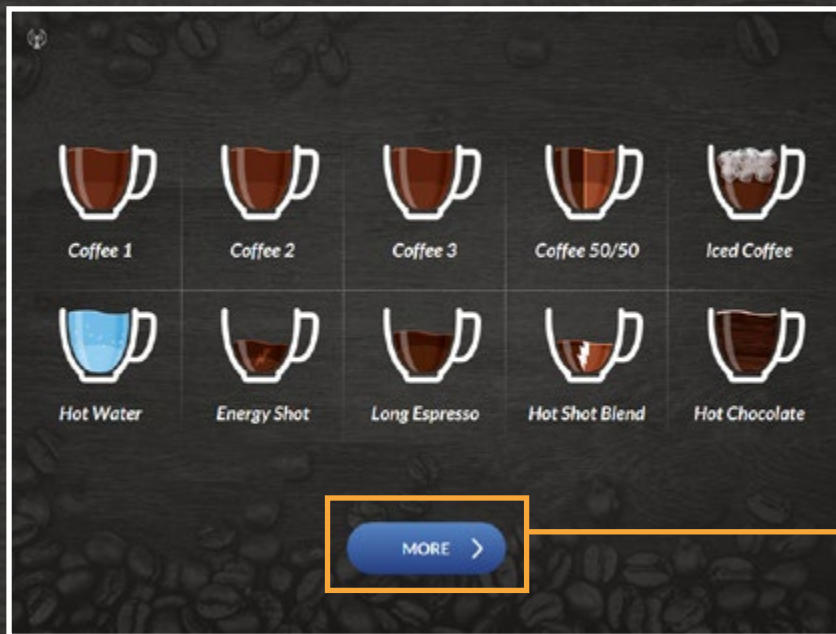 Coffee 1
Coffee 2
Coffee 3
Coffee 50/50
Iced Coffee
Hot Water
Energy Shot
Long Espresso
Hot Shot Blend
Hot Chocolate
MORE